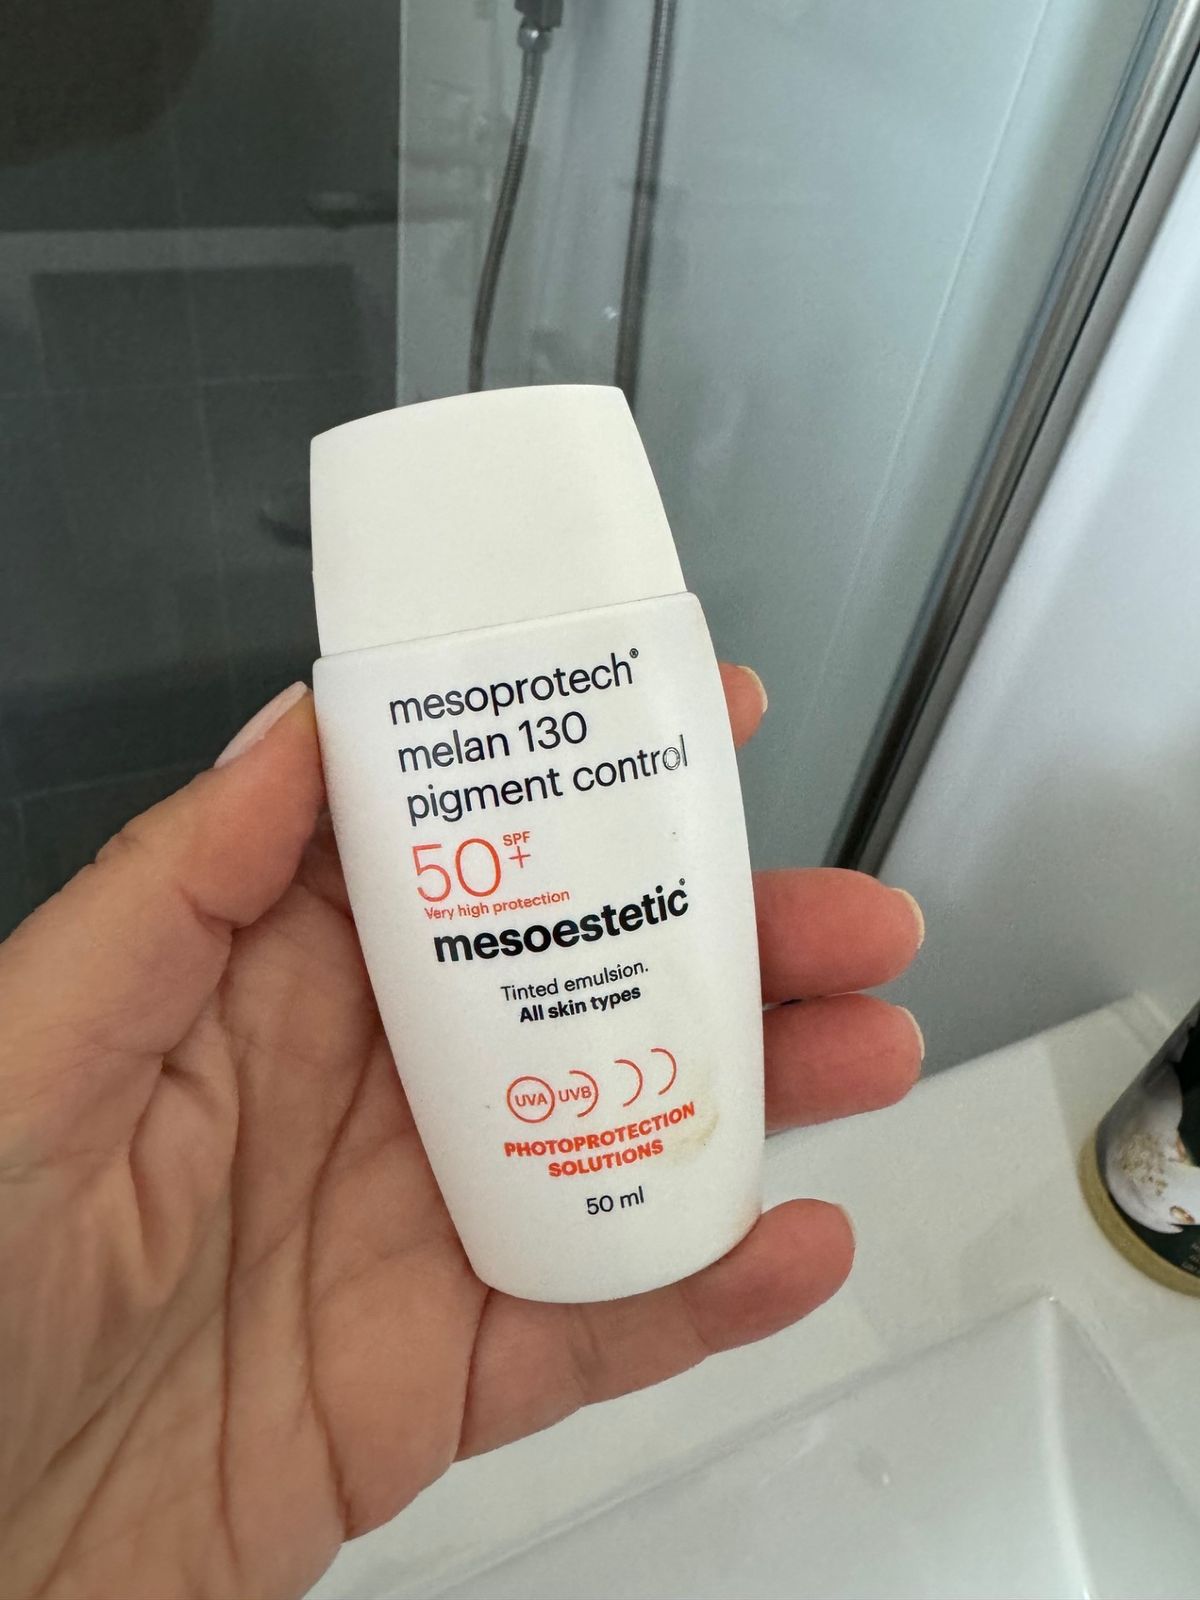 mesoprotech®
melan 130
pigment control
50+ SPF
Very high protection
mesoestetic®
Tinted emulsion.
All skin types
UVA UVB
PHOTOPROTECTION
SOLUTIONS
50 ml